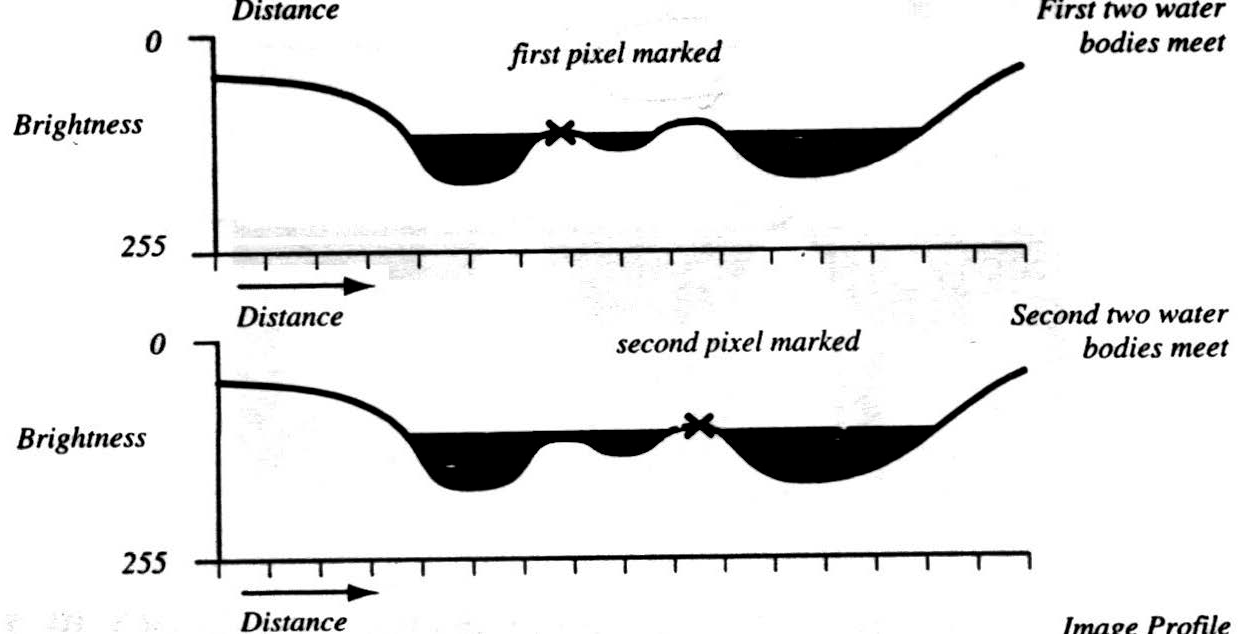 Distance
First two water
bodies meet
0
first pixel marked
Brightness
255
Distance
Second two water
bodies meet
0
second pixel marked
Brightness
255
Distance
Image Profile